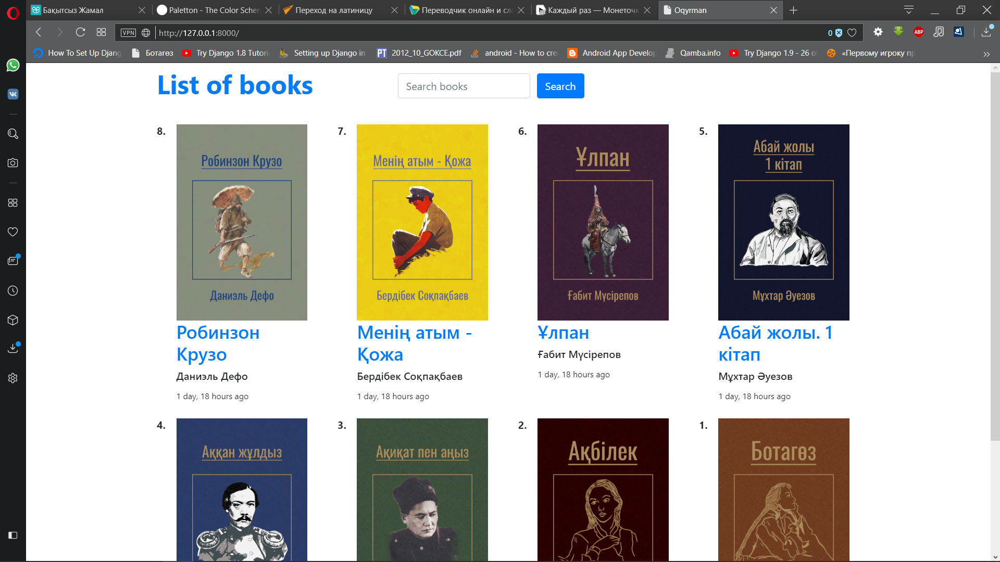 Бақытсыз Жамал
Paletton - The Color Schem
Переход на латиницу
Переводчик онлайн и сл
Каждый раз — Монеточк
Oqyrman
VPN
http://127.0.0.1:8000/
0
ABP
How To Set Up Djang
Ботагөз
Try Django 1.8 Tutori
Setting up Django in
PT
2012_10_GOKCE.pdf
android - How to cre
Android App Develop
Qamba.info
Try Django 1.9 - 26 o
«Первому игроку пр
List of books
Search books
Search
8.
Робинзон Крузо
Даниэль Дефо
Робинзон
Крузо
Даниэль Дефо
1 day, 18 hours ago
7.
Менің атым - Қожа
Бердібек Соқпақбаев
Менің атым -
Қожа
Бердібек Соқпақбаев
1 day, 18 hours ago
6.
Ұлпан
Ғабит Мүсірепов
Ұлпан
Ғабит Мүсірепов
1 day, 18 hours ago
5.
Абай жолы
1 кітап
Мұхтар Әуезов
Абай жолы. 1
кітап
Мұхтар Әуезов
1 day, 18 hours ago
4.
Аққан жұлдыз
3.
Ақиқат пен аңыз
2.
Ақбілек
1.
Ботагөз